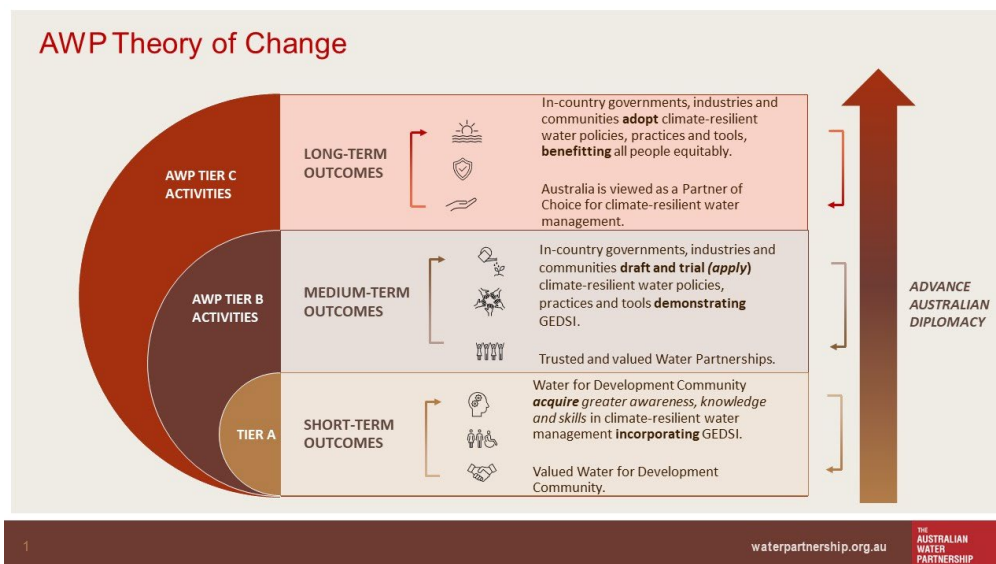 AWP Theory of Change
AWP TIER C
ACTIVITIES
LONG-TERM
OUTCOMES
In-country governments, industries and
communities adopt climate-resilient
water policies, practices and tools,
benefitting all people equitably.
Australia is viewed as a Partner of
Choice for climate-resilient water
management.
AWP TIER B
ACTIVITIES
MEDIUM-TERM
OUTCOMES
In-country governments, industries and
communities draft and trial (apply)
climate-resilient water policies,
practices and tools demonstrating
GEDSI.
Trusted and valued Water Partnerships.
TIER A
SHORT-TERM
OUTCOMES
Water for Development Community
acquire greater awareness, knowledge
and skills in climate-resilient water
management incorporating GEDSI.
Valued Water for Development
Community.
ADVANCE
AUSTRALIAN
DIPLOMACY
1
waterpartnership.org.au
THE
AUSTRALIAN
WATER
PARTNERSHIP